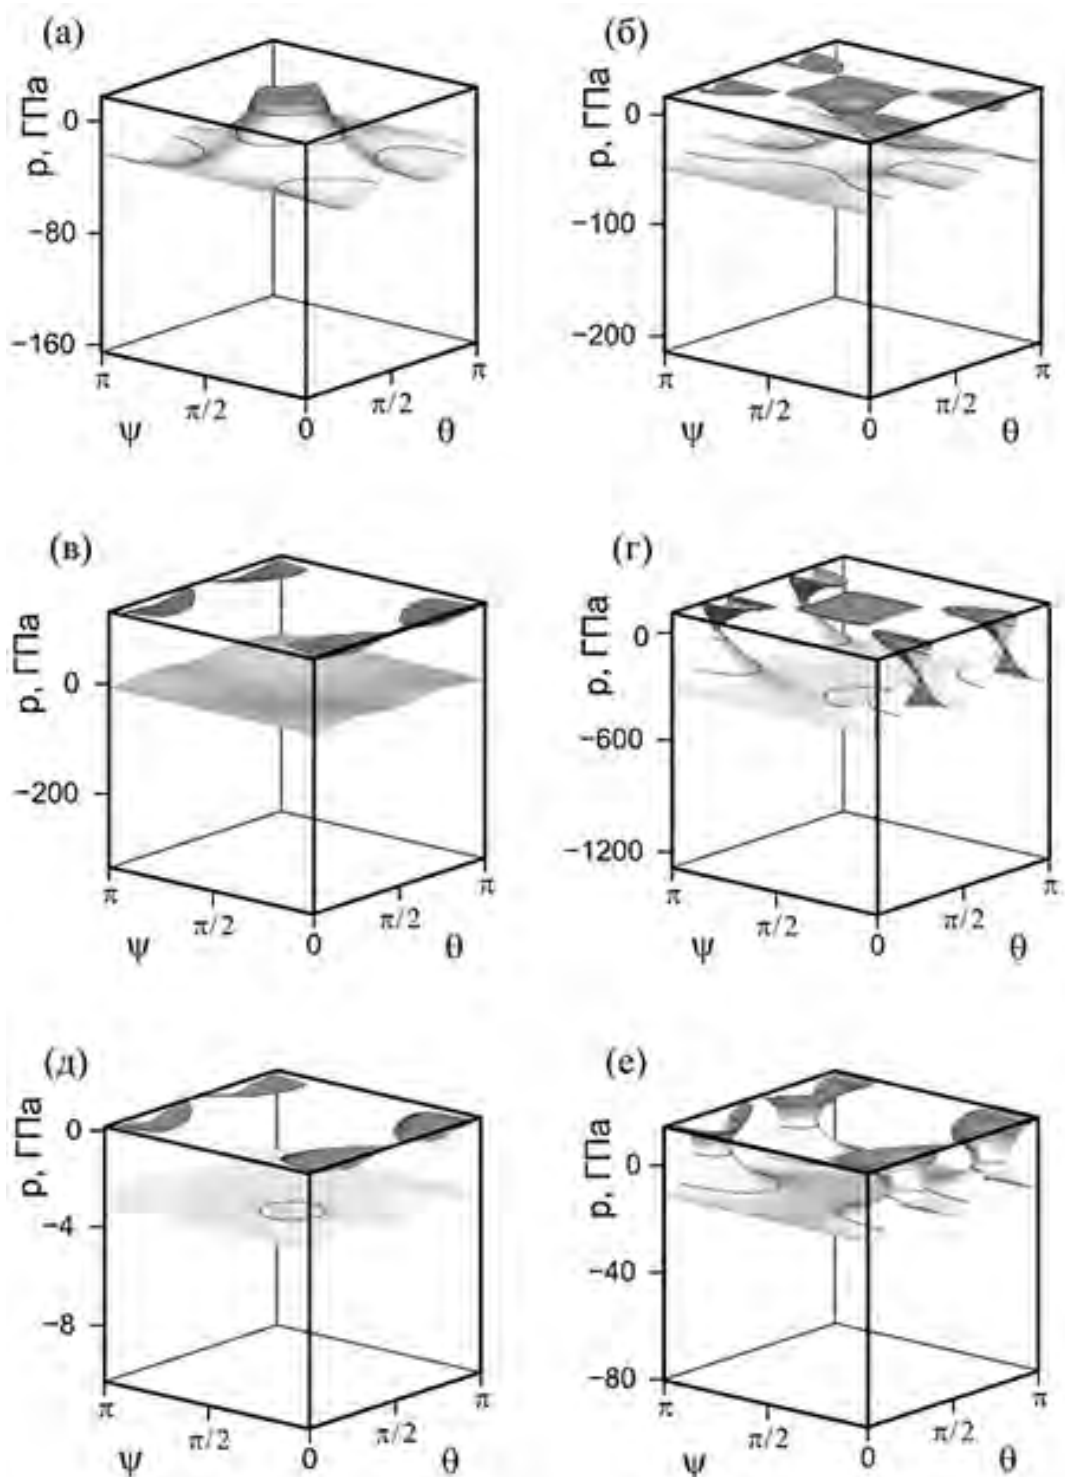 (а)
р, ГПа
0
−80
−160
π
π/2
0
π/2
π
ψ
θ
(б)
р, ГПа
0
−100
−200
π
π/2
0
π/2
π
ψ
θ
(в)
р, ГПа
0
−200
π
π/2
0
π/2
π
ψ
θ
(г)
р, ГПа
0
−600
−1200
π
π/2
0
π/2
π
ψ
θ
(д)
р, ГПа
0
−4
−8
π
π/2
0
π/2
π
ψ
θ
(е)
р, ГПа
0
−40
−80
π
π/2
0
π/2
π
ψ
θ